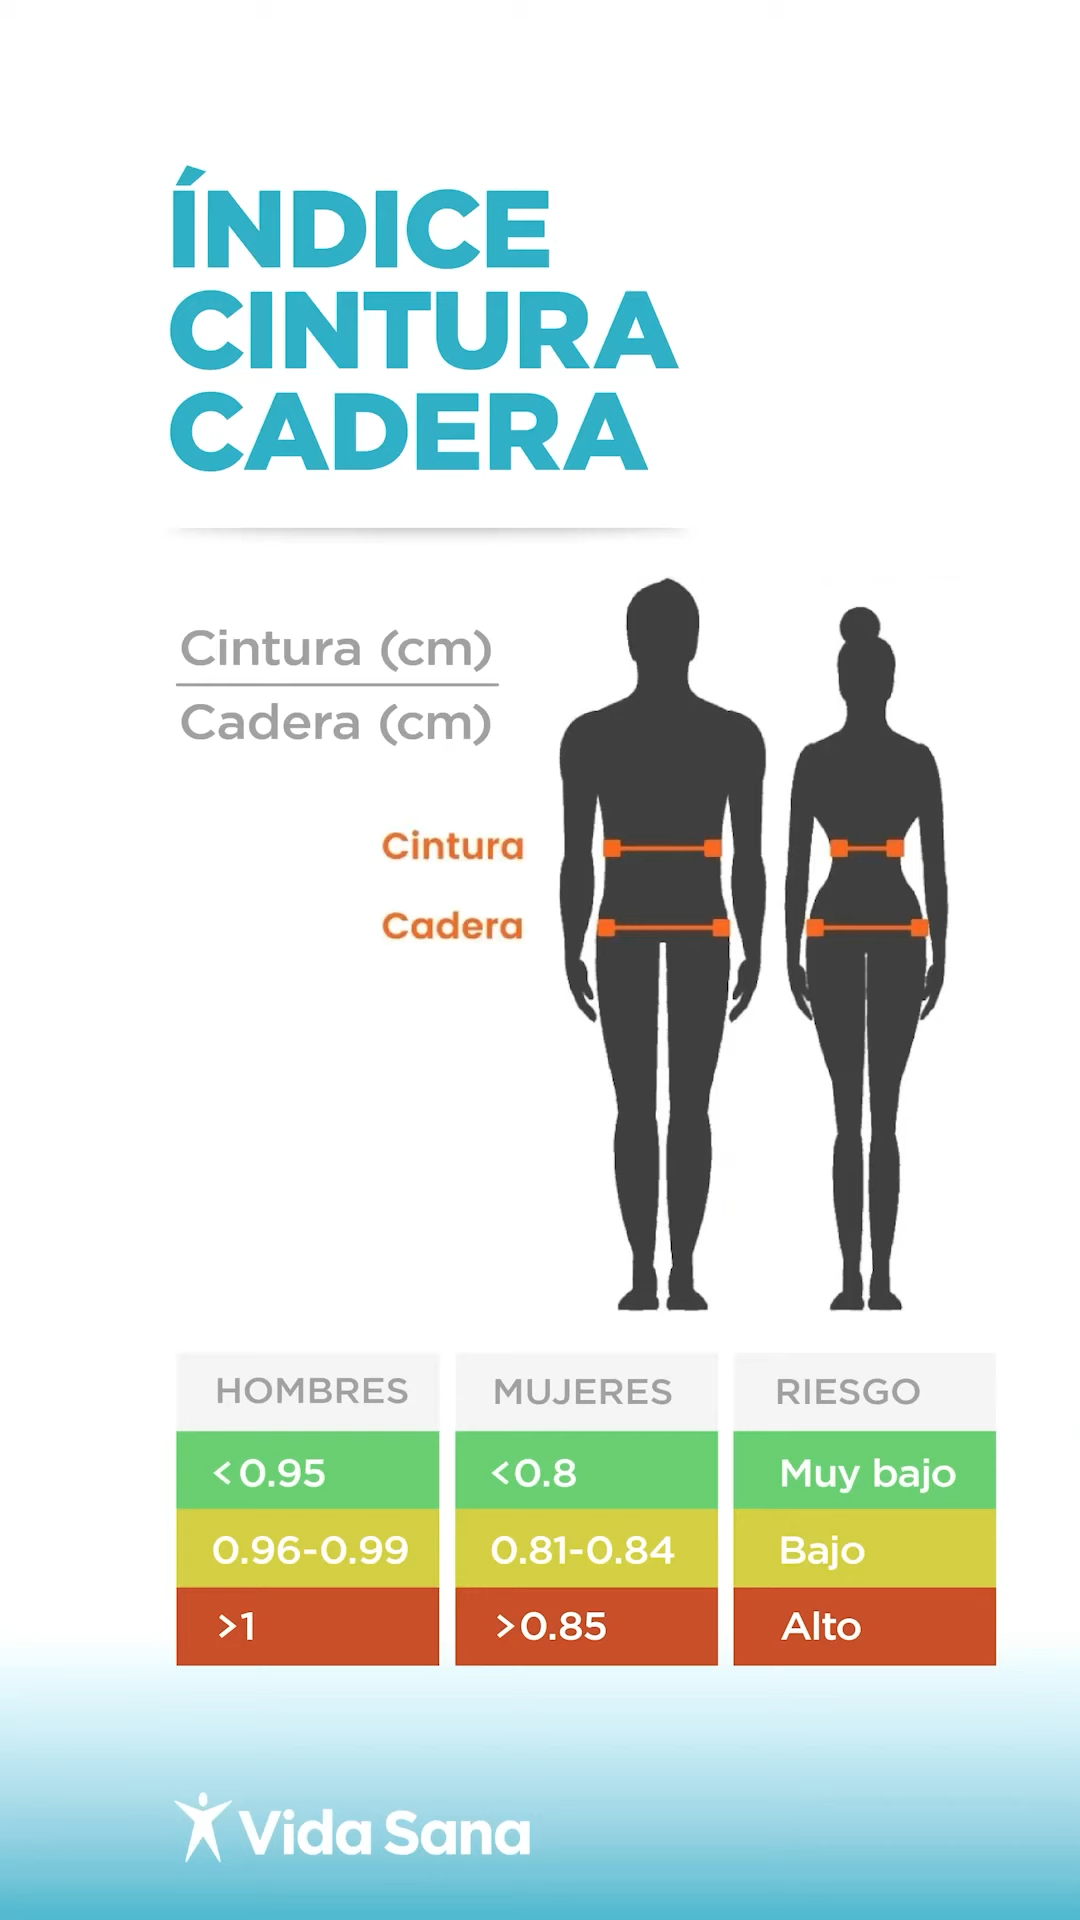 ÍNDICE
CINTURA
CADERA
Cintura (cm)
Cadera (cm)
Cintura
Cadera
HOMBRES MUJERES RIESGO
<0.95 <0.8 Muy bajo
0.96-0.99 0.81-0.84 Bajo
>1 >0.85 Alto
Vida Sana